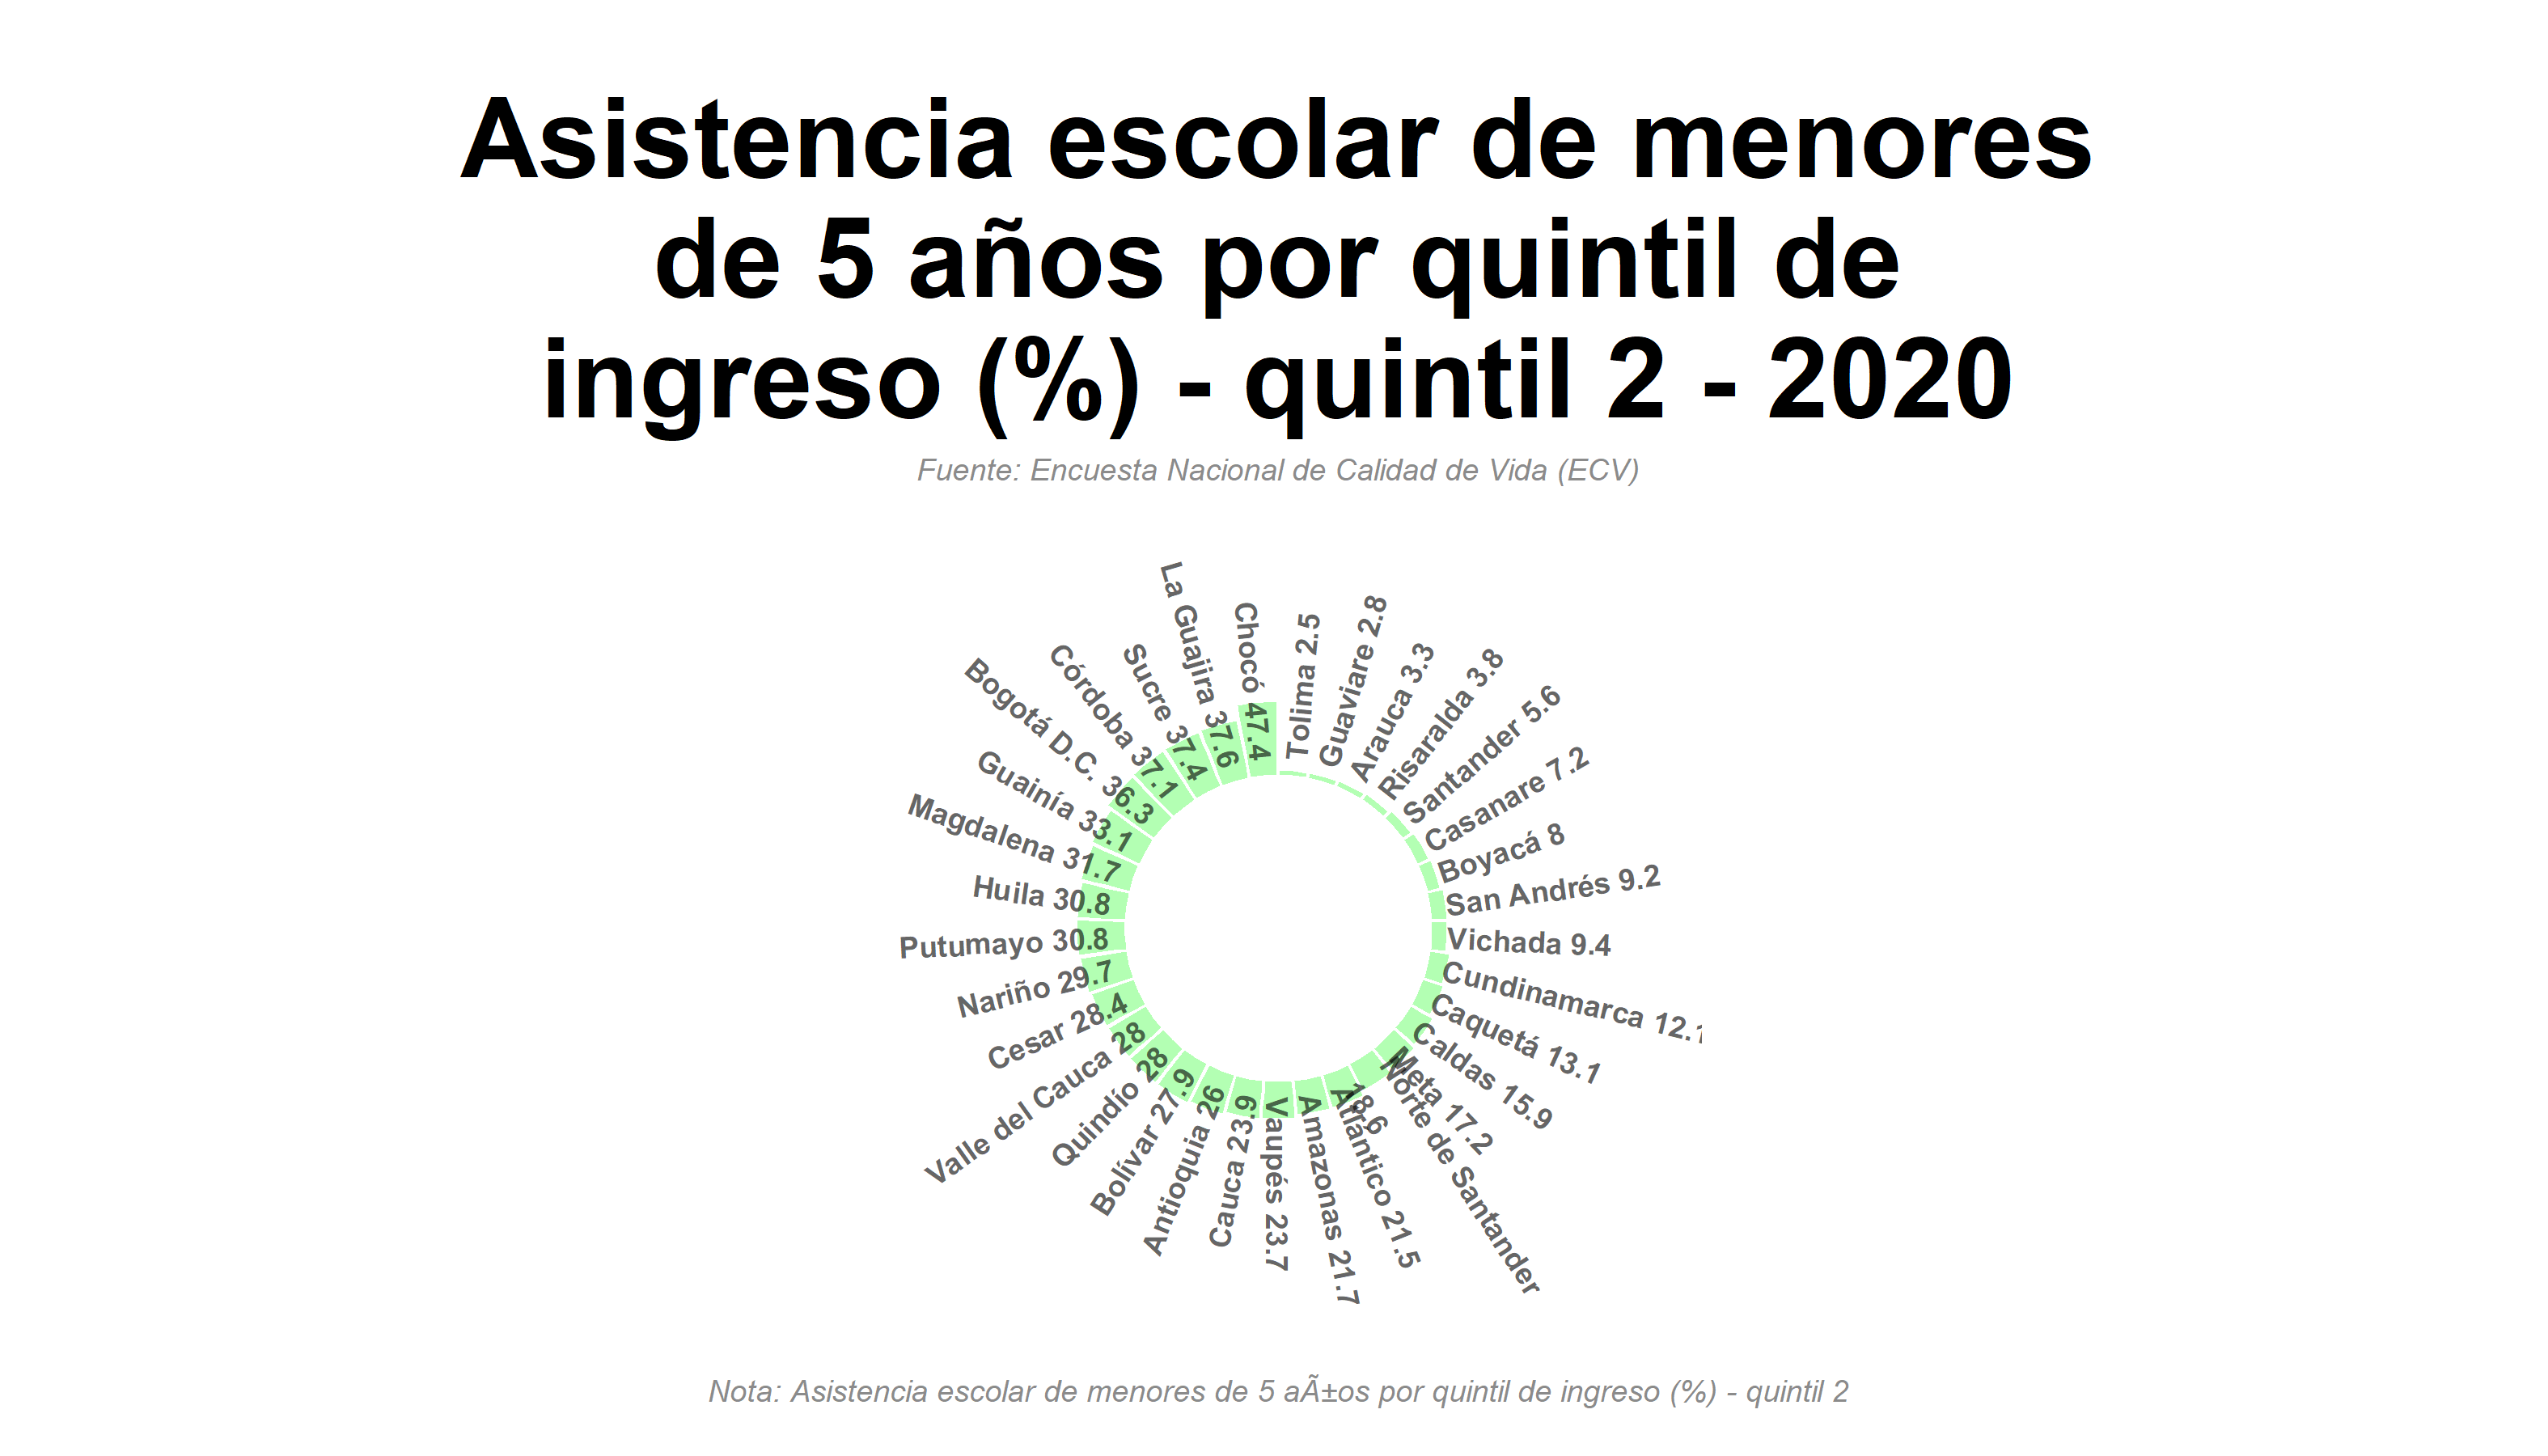 Asistencia escolar de menores
de 5 años por quintil de
ingreso (%) - quintil 2 - 2020
Fuente: Encuesta Nacional de Calidad de Vida (ECV)
Tolima 2.5
Guaviare 2.8
Arauca 3.3
Risaralda 3.8
Santander 5.6
Casanare 7.2
Boyacá 8
San Andrés 9.2
Vichada 9.4
Cundinamarca 12.1
Caquetá 13.1
Caldas 15.9
Meta 17.2
Norte de Santander
18.6
Atlántico 21.5
Amazonas 21.7
Vaupés 23.7
Cauca 23.9
Antioquia 26
Bolívar 27.9
Quindío 28
Valle del Cauca 28
Cesar 28.4
Nariño 29.7
Putumayo 30.8
Huila 30.8
Magdalena 31.7
Guainía 33.1
Bogotá D.C. 36.3
Córdoba 37.1
Sucre 37.4
La Guajira 37.6
Chocó 47.4
Nota: Asistencia escolar de menores de 5 aÃ±os por quintil de ingreso (%) - quintil 2